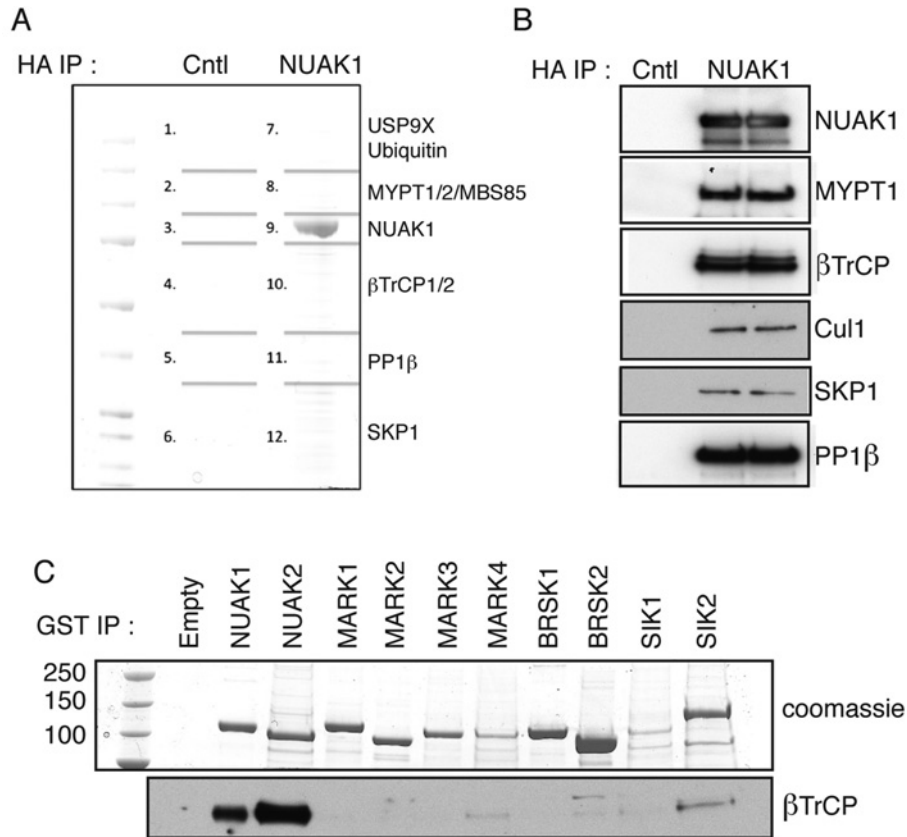 A
HA IP : Cntl NUAK1
1. 7. USP9X
Ubiquitin
2. 8. MYPT1/2/MBS85
3. 9. NUAK1
4. 10. βTrCP1/2
5. 11. PP1β
6. 12. SKP1
B
HA IP : Cntl NUAK1
NUAK1
MYPT1
βTrCP
Cul1
SKP1
PP1β
C
GST IP : Empty NUAK1 NUAK2 MARK1 MARK2 MARK3 MARK4 BRSK1 BRSK2 SIK1 SIK2
250
150
100
coomassie
βTrCP